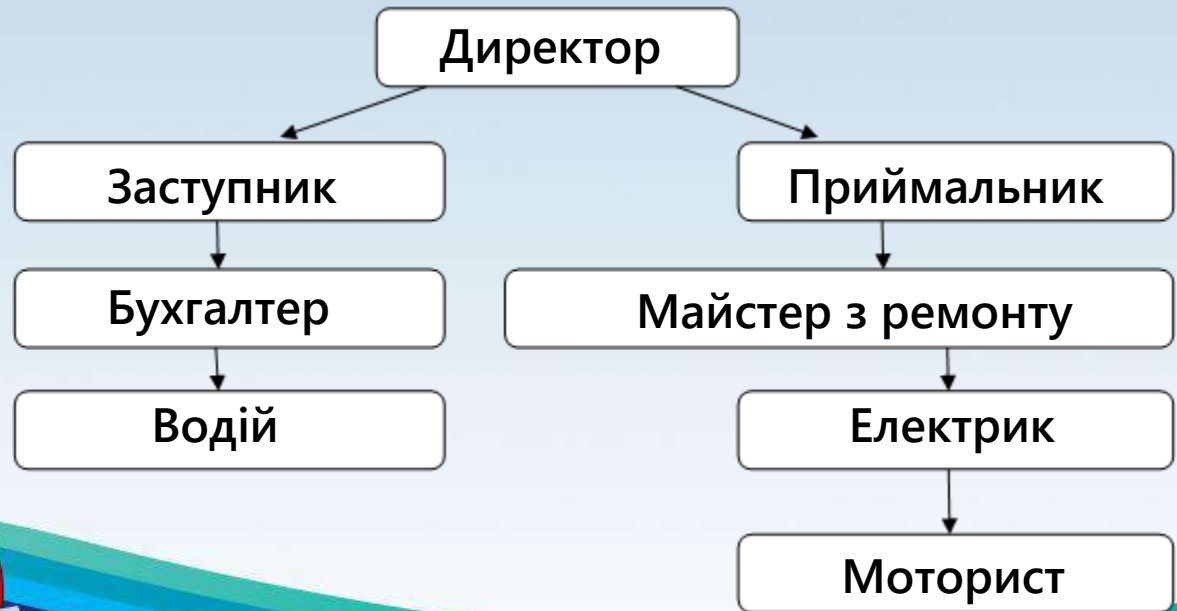 Директор
Заступник
Приймальник
Бухгалтер
Майстер з ремонту
Водій
Електрик
Моторист